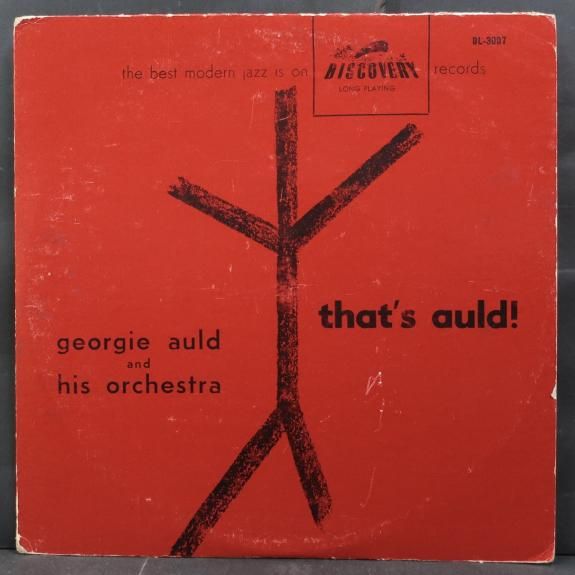 DL-3007
the best modern jazz is on
DISCOVERY
records
LONG PLAYING
that's auld!
georgie auld
and
his orchestra